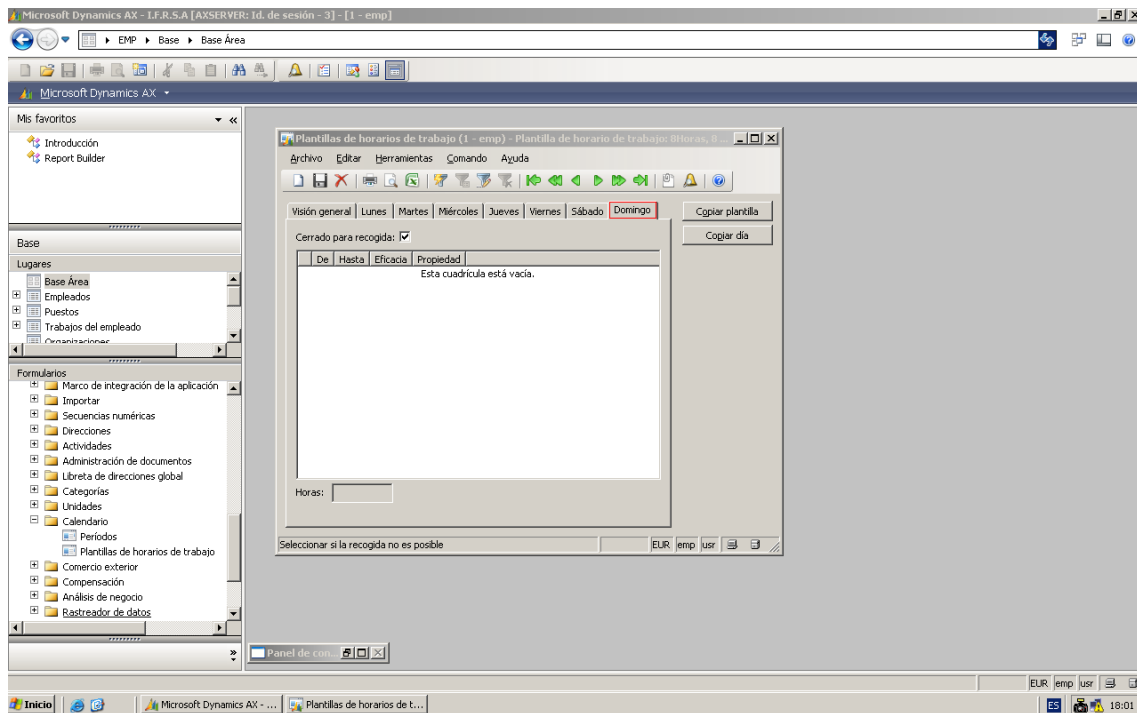 Microsoft Dynamics AX - I.F.R.S.A [AXSERVER: Id. de sesión - 3] - [1 - emp]
EMP Base Base Área
Microsoft Dynamics AX
Mis favoritos
Introducción
Report Builder
Base
Lugares
Base Área
Empleados
Puestos
Trabajos del empleado
Organizaciones
Formularios
Marco de integración de la aplicación
Importar
Secuencias numéricas
Direcciones
Actividades
Administración de documentos
Libreta de direcciones global
Categorías
Unidades
Calendario
Períodos
Plantillas de horarios de trabajo
Comercio exterior
Compensación
Análisis de negocio
Rastreador de datos
Plantillas de horarios de trabajo (1 - emp) - Plantilla de horario de trabajo: 0Horas, 0 ...
Archivo Editar Herramientas Comando Ayuda
Visión general Lunes Martes Miércoles Jueves Viernes Sábado Domingo
Copiar plantilla
Copiar día
Cerrado para recogida:
De Hasta Eficacia Propiedad
Esta cuadrícula está vacía.
Horas:
Seleccionar si la recogida no es posible EUR emp usr
Panel de con...
EUR emp usr
Inicio Microsoft Dynamics AX - ... Plantillas de horarios de t... ES 18:01